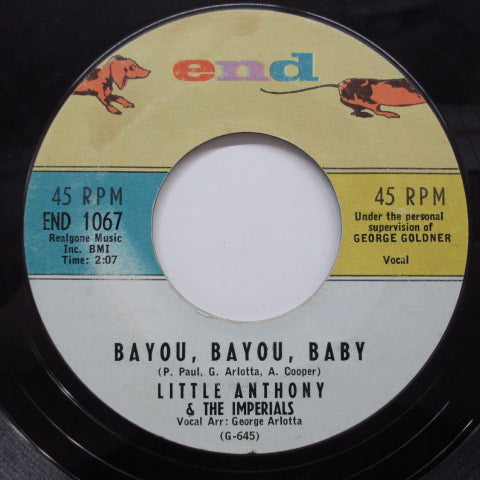 end
45 RPM
END 1067
Realgone Music
Inc. BMI
Time: 2:07
45 RPM
Under the personal
supervision of
GEORGE GOLDNER
Vocal
BAYOU, BAYOU, BABY
(P. Paul, G. Arlotta, A. Cooper)
LITTLE ANTHONY
& THE IMPERIALS
Vocal Arr: George Arlotta
(G-645)